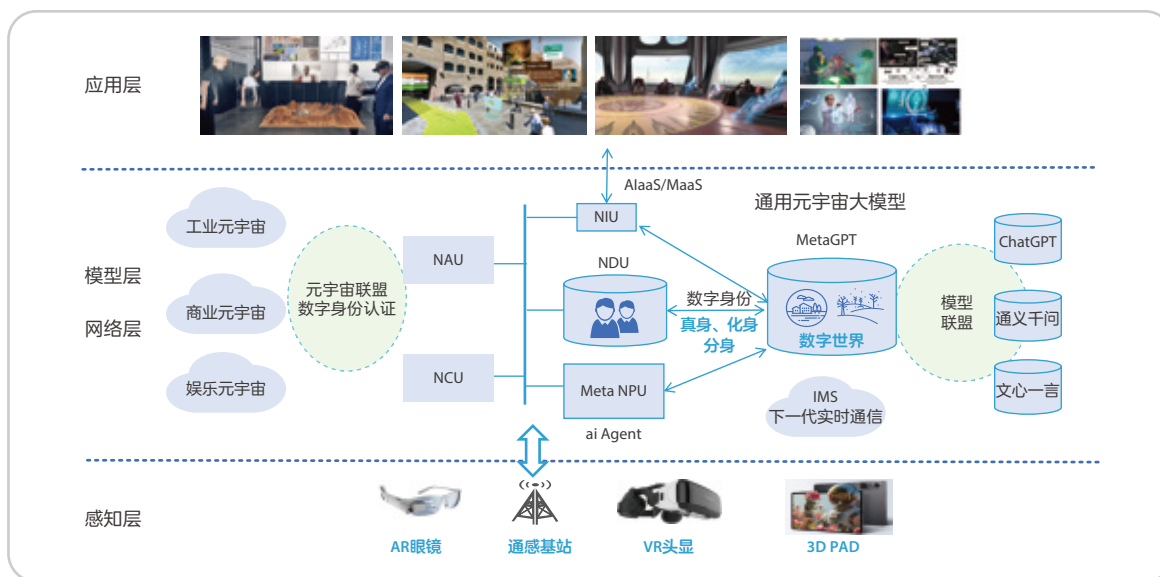 应用层
AIaaS/MaaS
通用元宇宙大模型
工业元宇宙
NIU
MetaGPT
ChatGPT
NAU
NDU
模型层
元宇宙联盟
数字身份认证
数字身份
真身、化身
分身
数字世界
模型
联盟
商业元宇宙
通义千问
网络层
娱乐元宇宙
NCU
Meta NPU
ai Agent
IMS
下一代实时通信
文心一言
感知层
AR眼镜
通感基站
VR头显
3D PAD